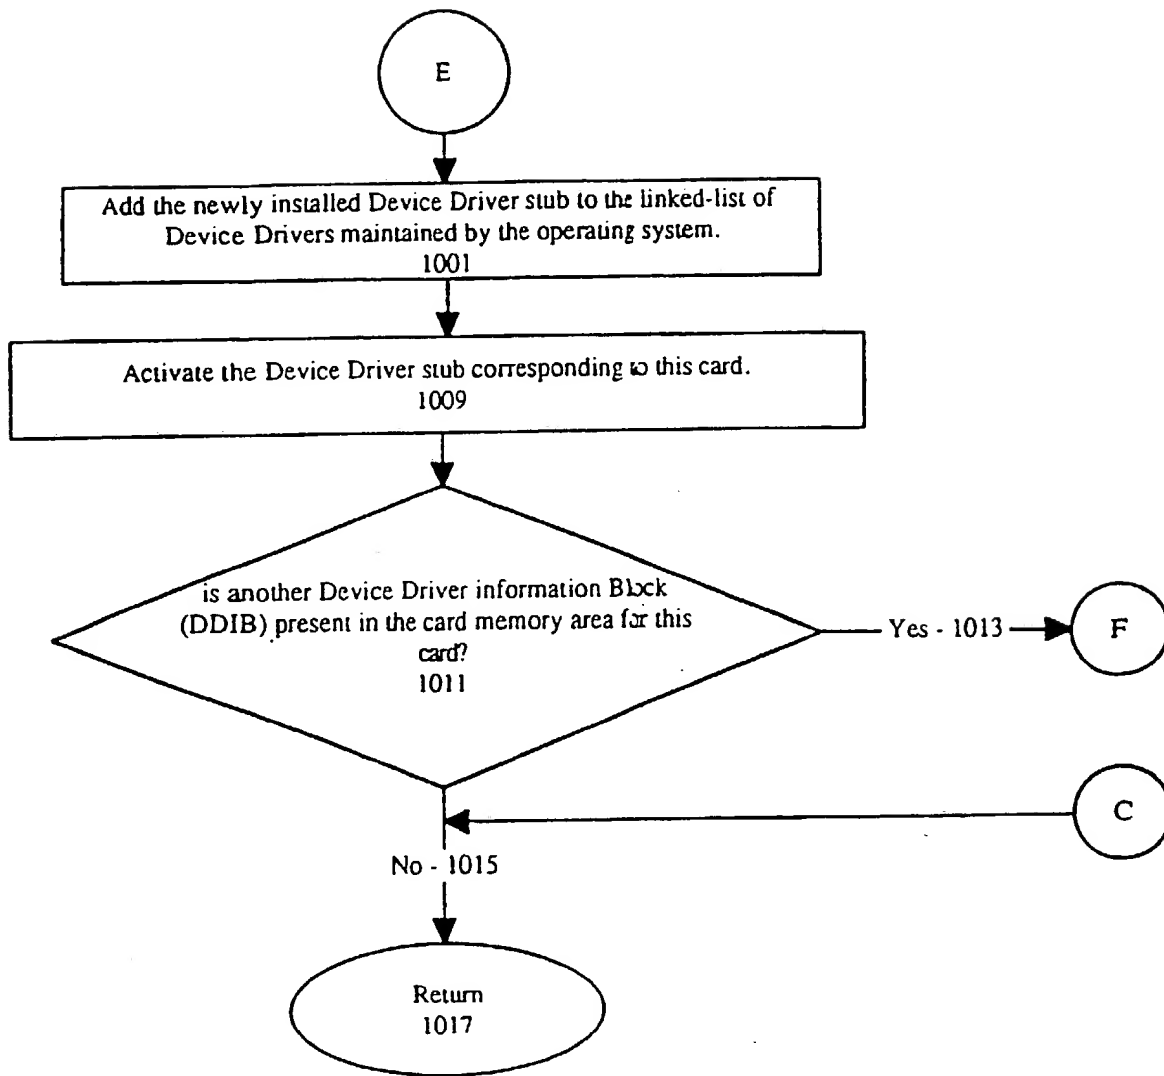 E
Add the newly installed Device Driver stub to the linked-list of
Device Drivers maintained by the operating system.
1001
Activate the Device Driver stub corresponding to this card.
1009
is another Device Driver information Block
(DDIB) present in the card memory area for this
card?
1011
Yes - 1013
F
C
No - 1015
Return
1017